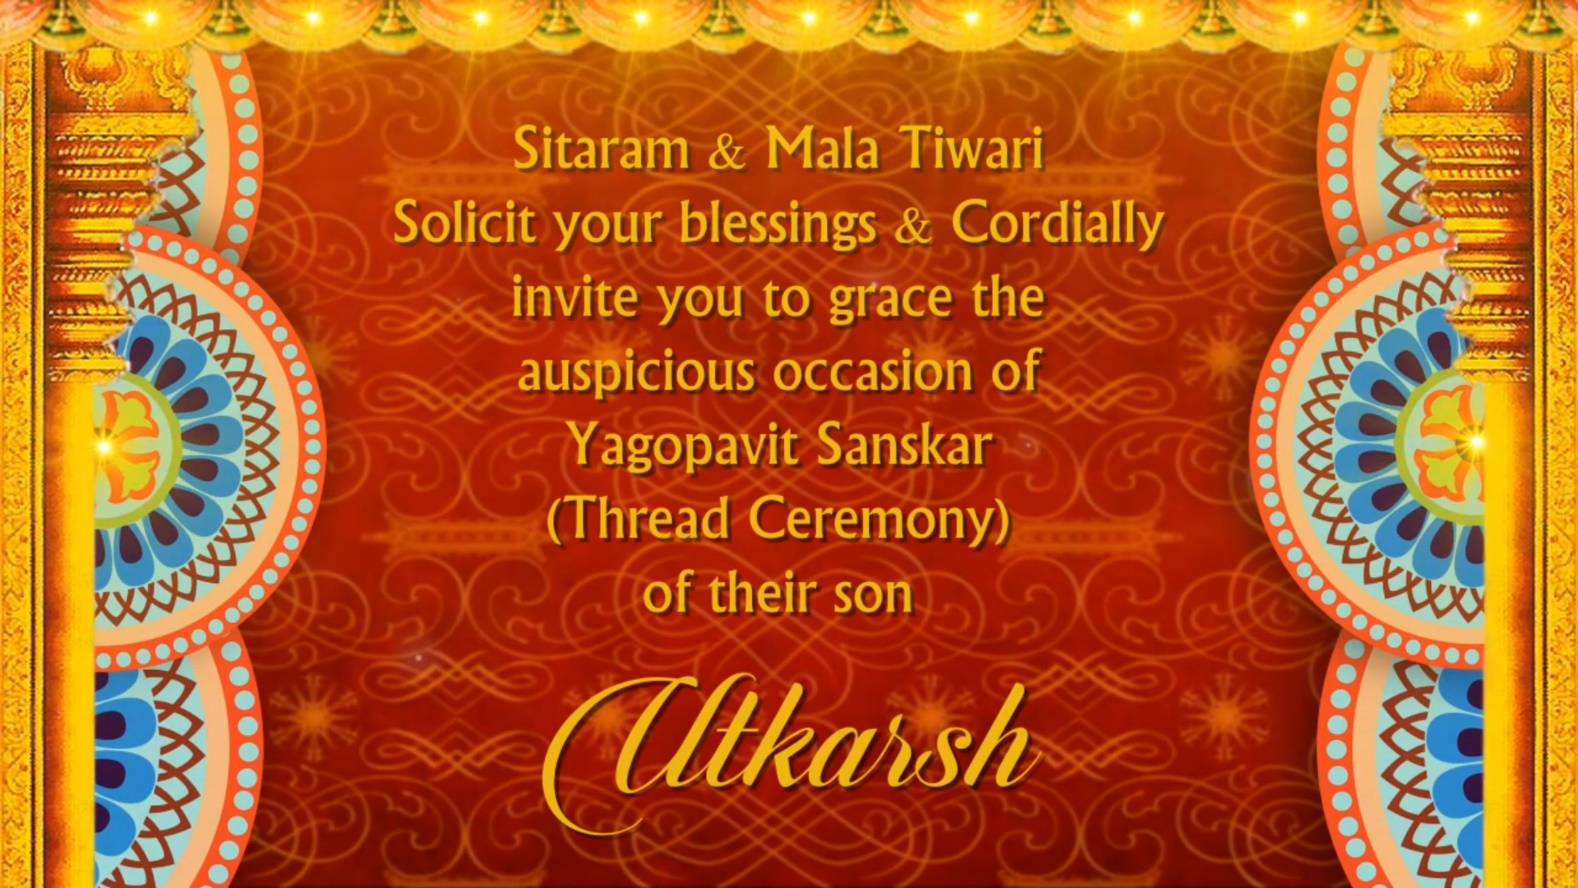 Sitaram & Mala Tiwari
Solicit your blessings & Cordially
invite you to grace the
auspicious occasion of
Yagopavit Sanskar
(Thread Ceremony)
of their son
Utkarsh